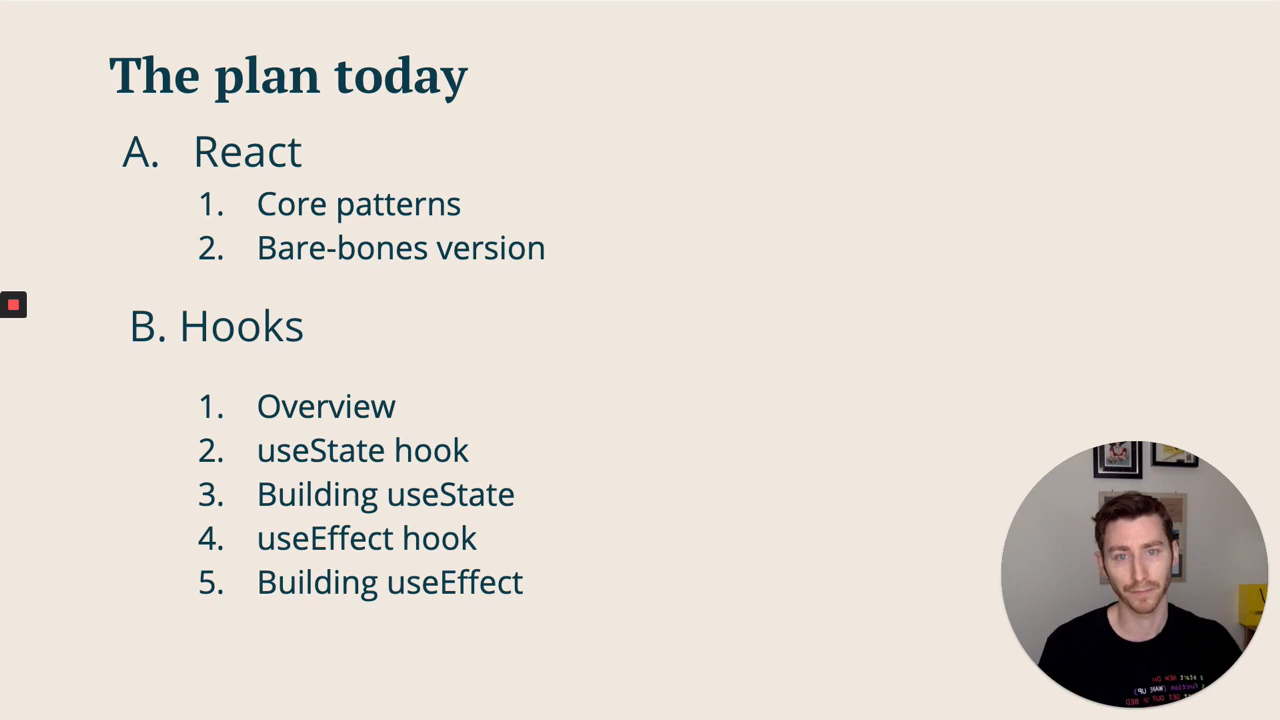 The plan today
A. React
1. Core patterns
2. Bare-bones version
B. Hooks
1. Overview
2. useState hook
3. Building useState
4. useEffect hook
5. Building useEffect